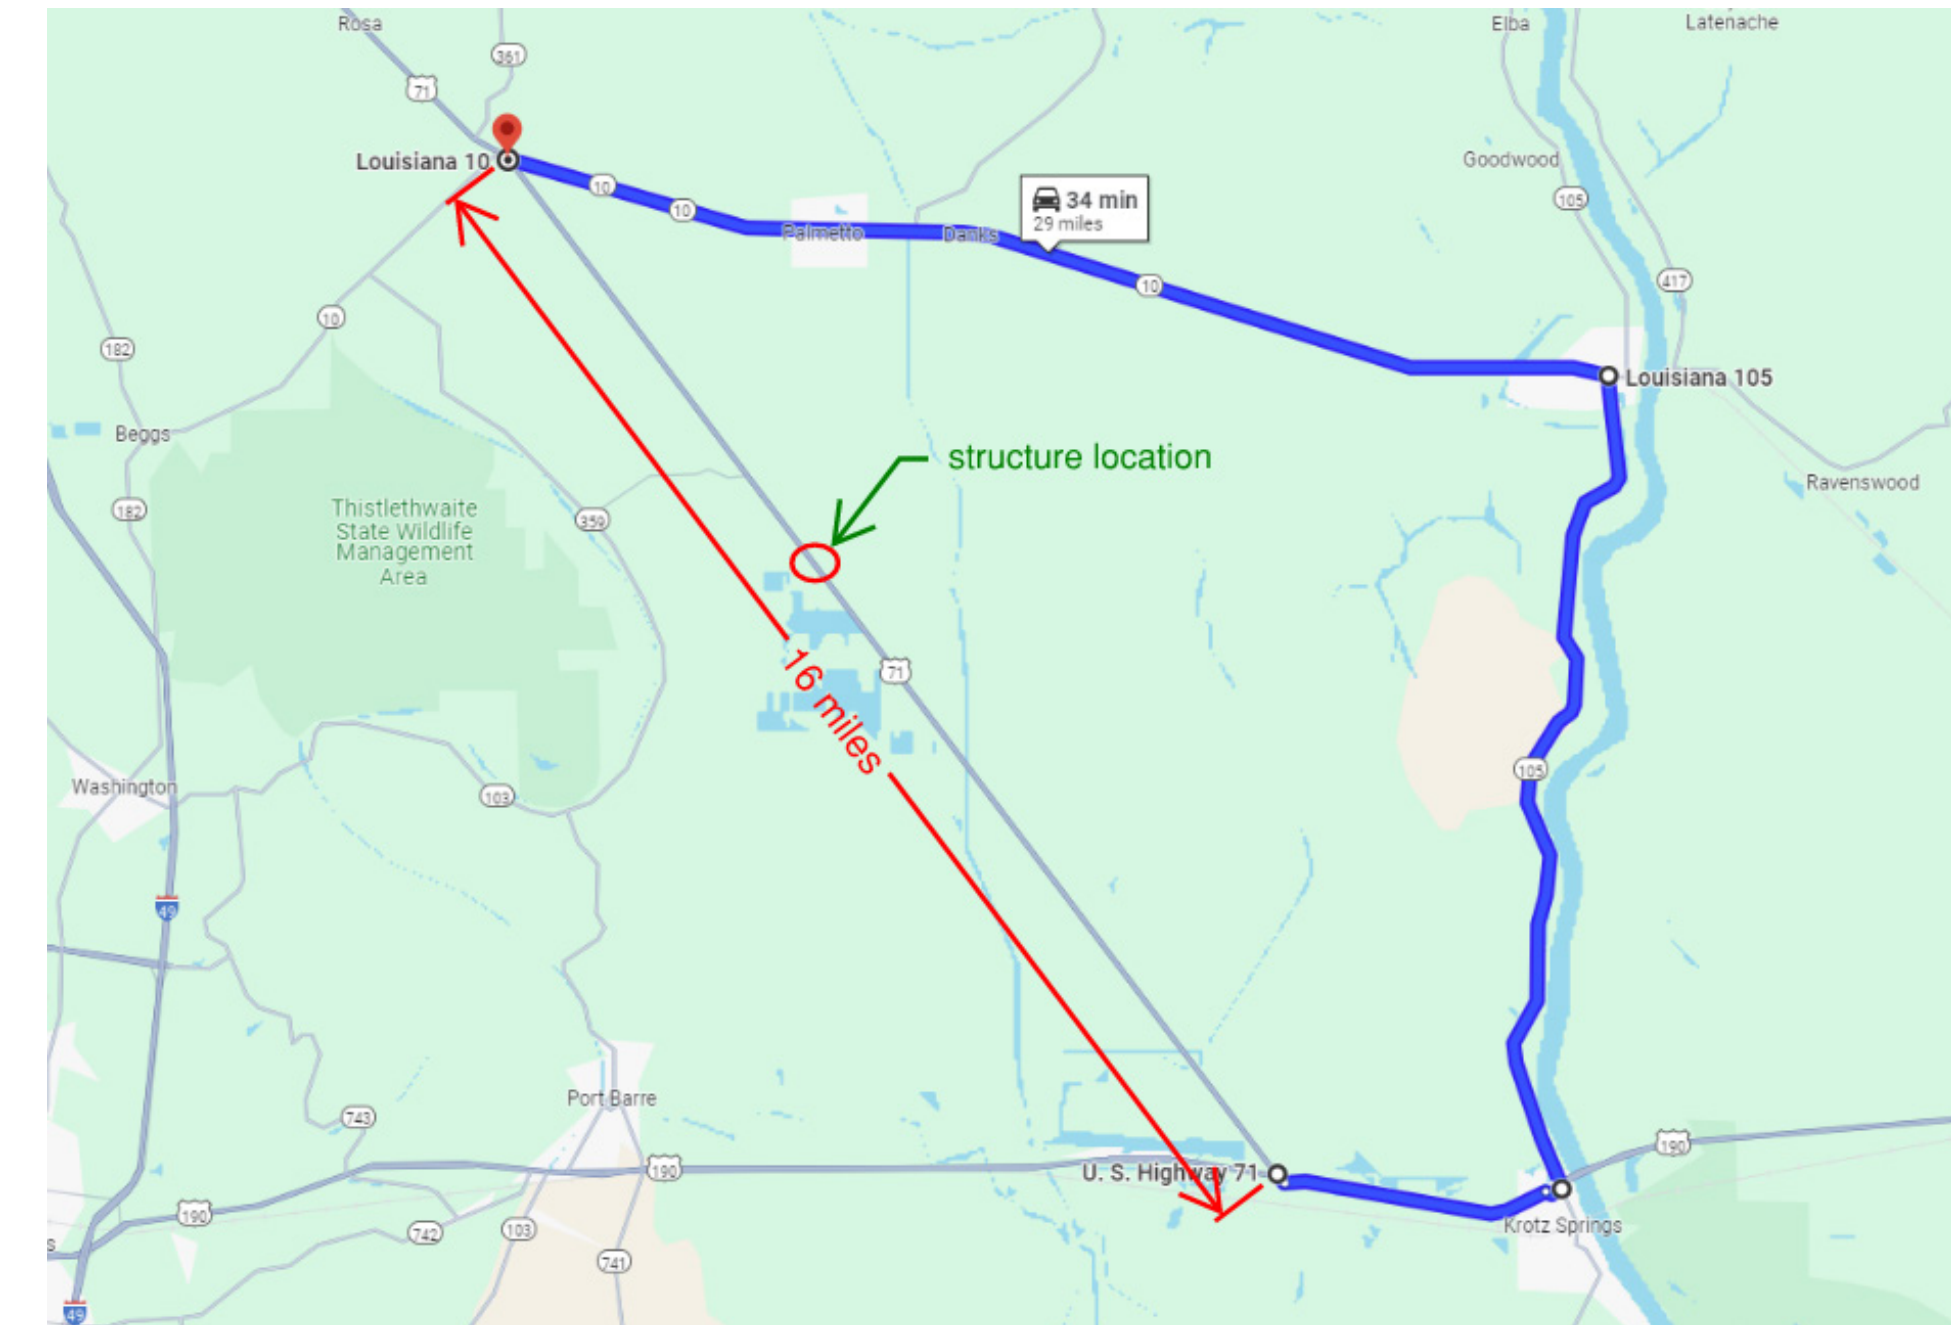 Rosa
361
71
Elba
Latenache
Louisiana 10
10
10
Palmetto
Danks
34 min
29 miles
10
Goodwood
105
417
10
182
Louisiana 105
Beggs
structure location
Ravenswood
182
359
Thistlethwaite
State Wildlife
Management
Area
71
16 miles
105
Washington
103
49
Port Barre
743
190
190
U. S. Highway 71
190
742
103
741
Krotz Springs
s
49